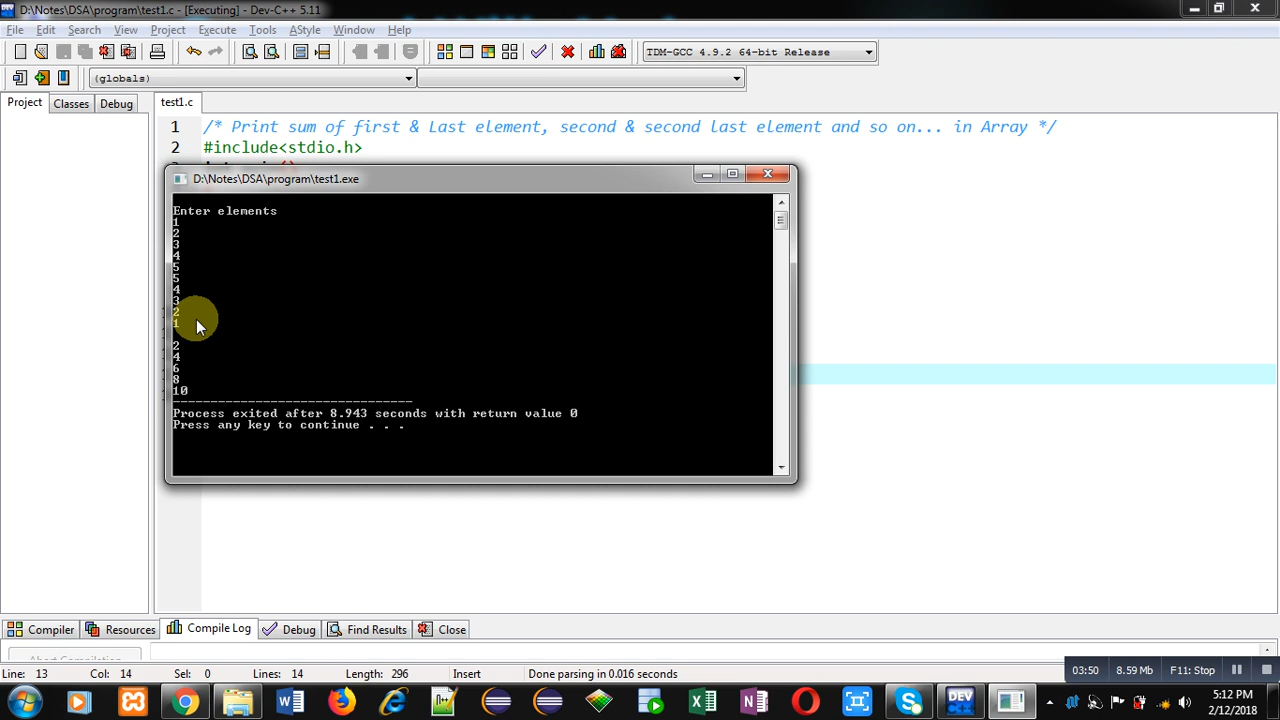 D:\Notes\DSA\program\test1.c - [Executing] - Dev-C++ 5.11
File Edit Search View Project Execute Tools AStyle Window Help
TDM-GCC 4.9.2 64-bit Release
(globals)
Project Classes Debug test1.c
1 /* Print sum of first & Last element, second & second last element and so on... in Array */
2 #include<stdio.h>
D:\Notes\DSA\program\test1.exe
Enter elements
1
2
3
4
5
5
4
3
2
1
2
4
6
8
10
--------------------------------
Process exited after 8.943 seconds with return value 0
Press any key to continue . . .
Compiler Resources Compile Log Debug Find Results Close
Line: 13 Col: 14 Sel: 0 Lines: 14 Length: 296 Insert Done parsing in 0.016 seconds
03:50 8.59 Mb F11: Stop
DEV
5:12 PM
2/12/2018